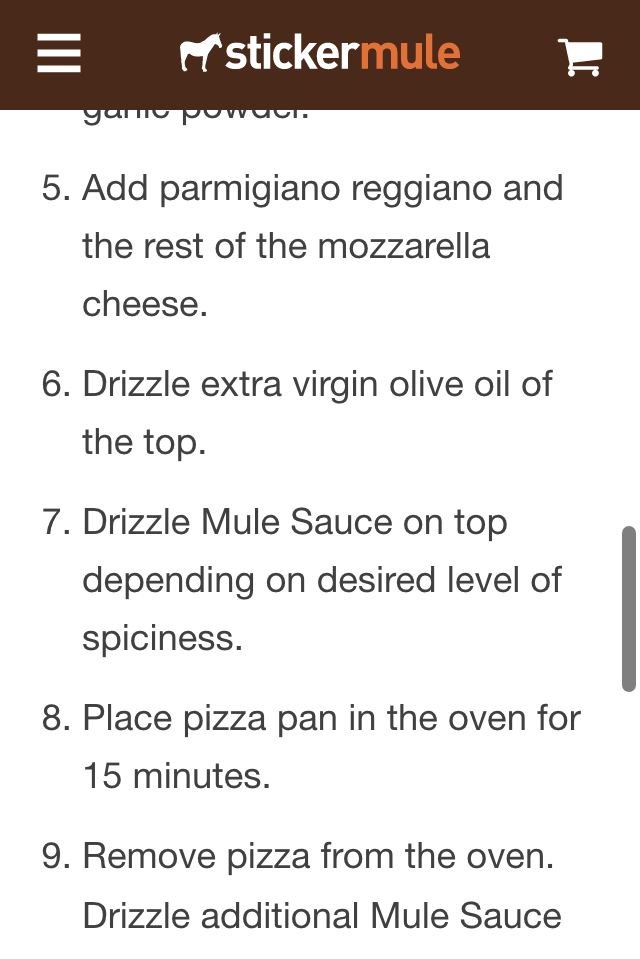 stickermule
garlic powder.
5. Add parmigiano reggiano and
the rest of the mozzarella
cheese.
6. Drizzle extra virgin olive oil of
the top.
7. Drizzle Mule Sauce on top
depending on desired level of
spiciness.
8. Place pizza pan in the oven for
15 minutes.
9. Remove pizza from the oven.
Drizzle additional Mule Sauce